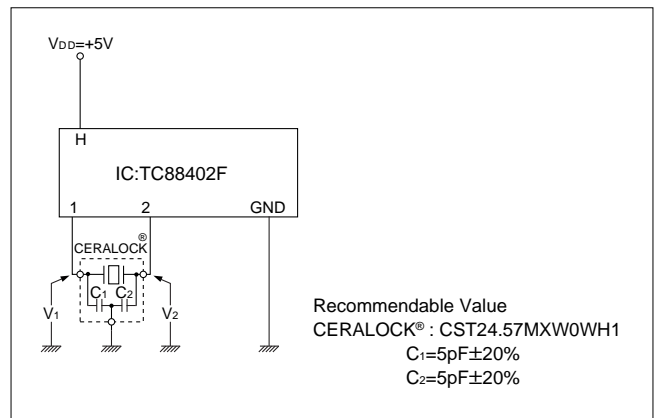 VDD=+5V
H
IC:TC88402F
1 2 GND
CERALOCK®
C1 C2
V1 V2
Recommendable Value
CERALOCK® : CST24.57MXW0WH1
C1=5pF±20%
C2=5pF±20%